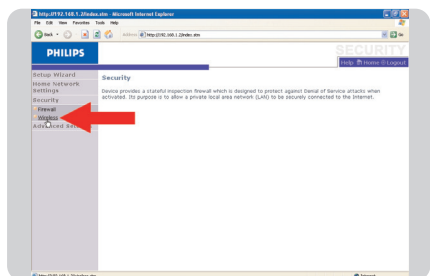 http://192.168.1.2/index.stm - Microsoft Internet Explorer
File Edit View Favorites Tools Help
Back
Address http://192.168.1.2/index.stm
Go
PHILIPS
SECURITY
Help Home Logout
Setup Wizard
Home Network Settings
Security
Firewall
Wireless
Advanced
Security
Device provides a stateful inspection firewall which is designed to protect against Denial of Service attacks when
activated. Its purpose is to allow a private local area network (LAN) to be securely connected to the Internet.
Internet